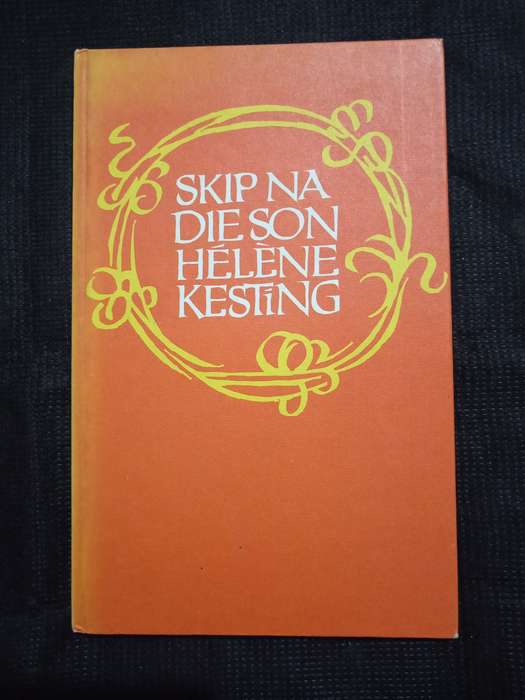 SKIP NA
DIE SON
HÉLÈNE
KESTING